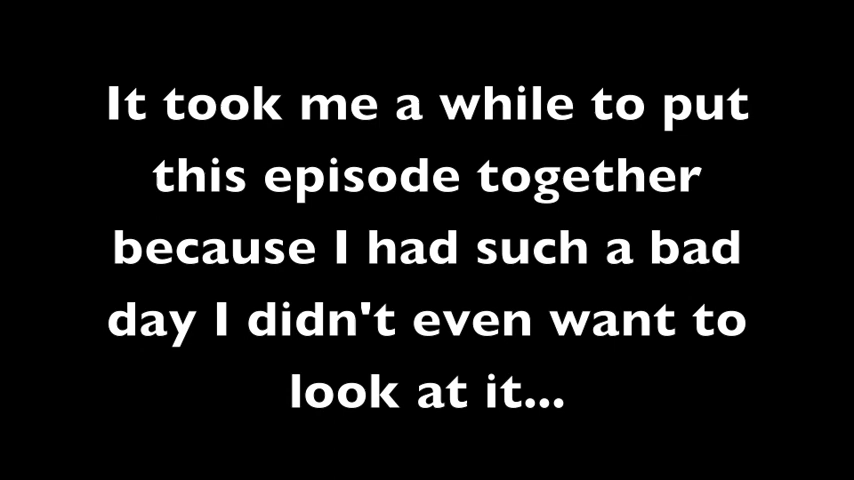 It took me a while to put
this episode together
because I had such a bad
day I didn't even want to
look at it...